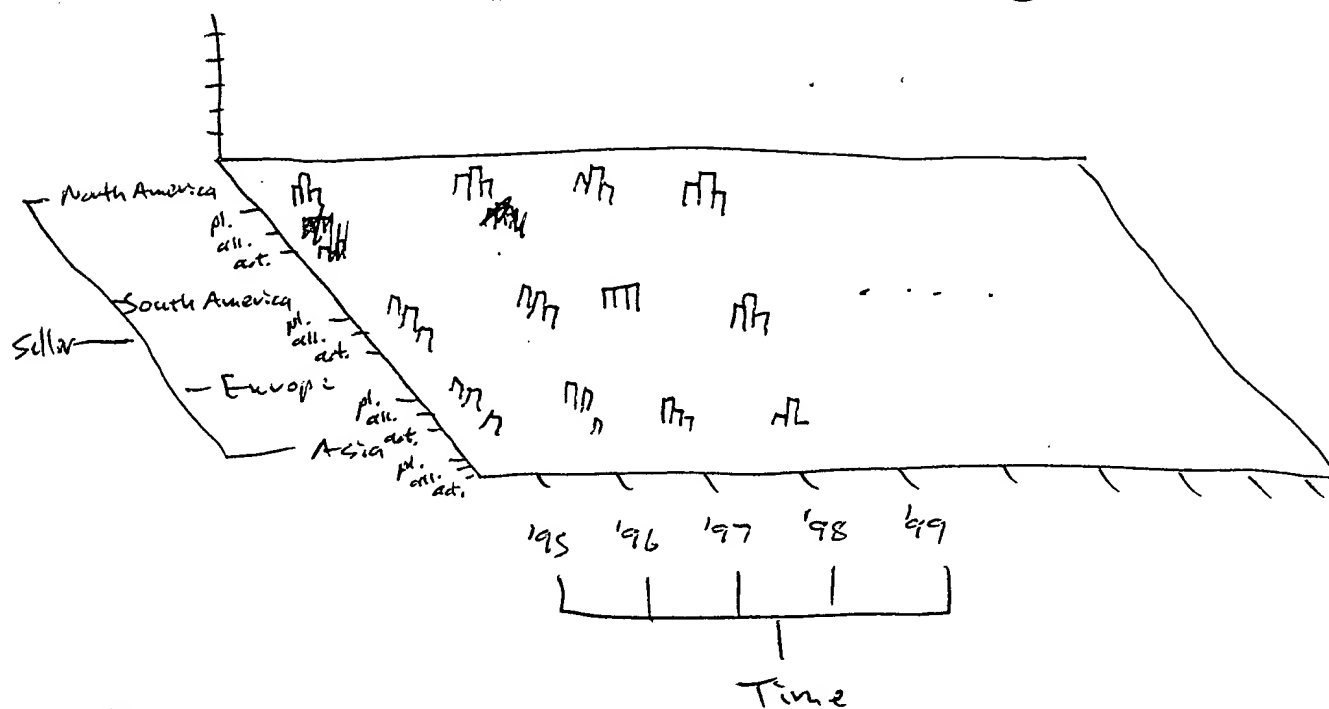 North America
pl.
all.
act.
South America
pl.
all.
act.
Seller
Europe
pl.
all.
act.
Asia
pl.
all.
act.
'95 '96 '97 '98 '99
Time